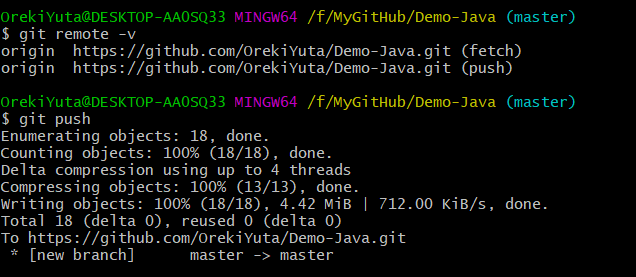 OrekiYuta@DESKTOP-AA0SQ33 MINGW64 /f/MyGitHub/Demo-Java (master)
$ git remote -v
origin  https://github.com/OrekiYuta/Demo-Java.git (fetch)
origin  https://github.com/OrekiYuta/Demo-Java.git (push)
OrekiYuta@DESKTOP-AA0SQ33 MINGW64 /f/MyGitHub/Demo-Java (master)
$ git push
Enumerating objects: 18, done.
Counting objects: 100% (18/18), done.
Delta compression using up to 4 threads
Compressing objects: 100% (13/13), done.
Writing objects: 100% (18/18), 4.42 MiB | 712.00 KiB/s, done.
Total 18 (delta 0), reused 0 (delta 0)
To https://github.com/OrekiYuta/Demo-Java.git
 * [new branch]      master -> master